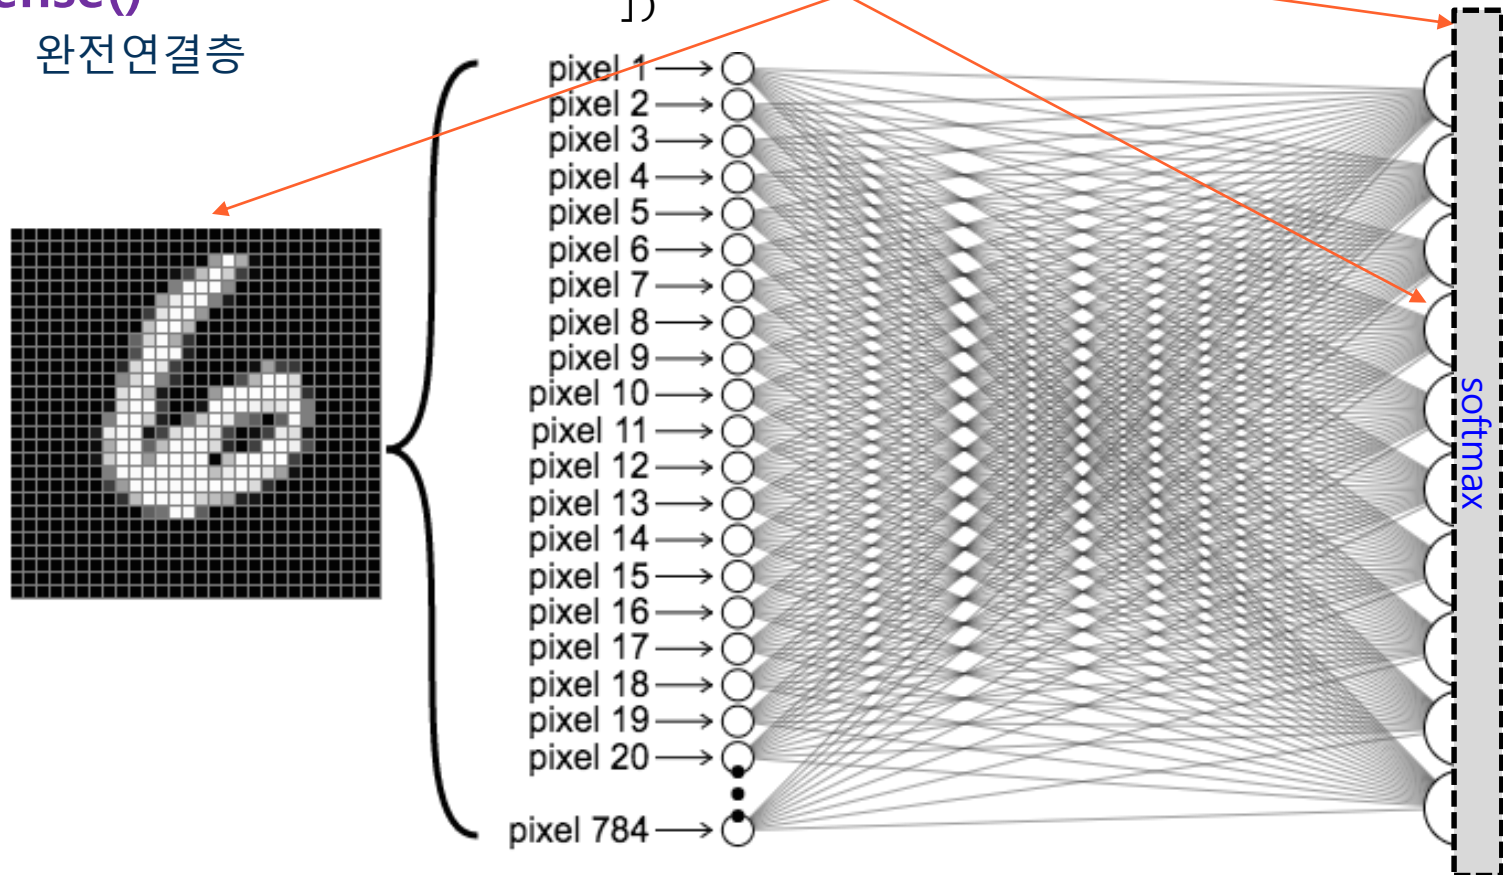 ense()
])
완전연결층
pixel 1
pixel 2
pixel 3
pixel 4
pixel 5
pixel 6
pixel 7
pixel 8
pixel 9
pixel 10
pixel 11
pixel 12
pixel 13
pixel 14
pixel 15
pixel 16
pixel 17
pixel 18
pixel 19
pixel 20
pixel 784
softmax